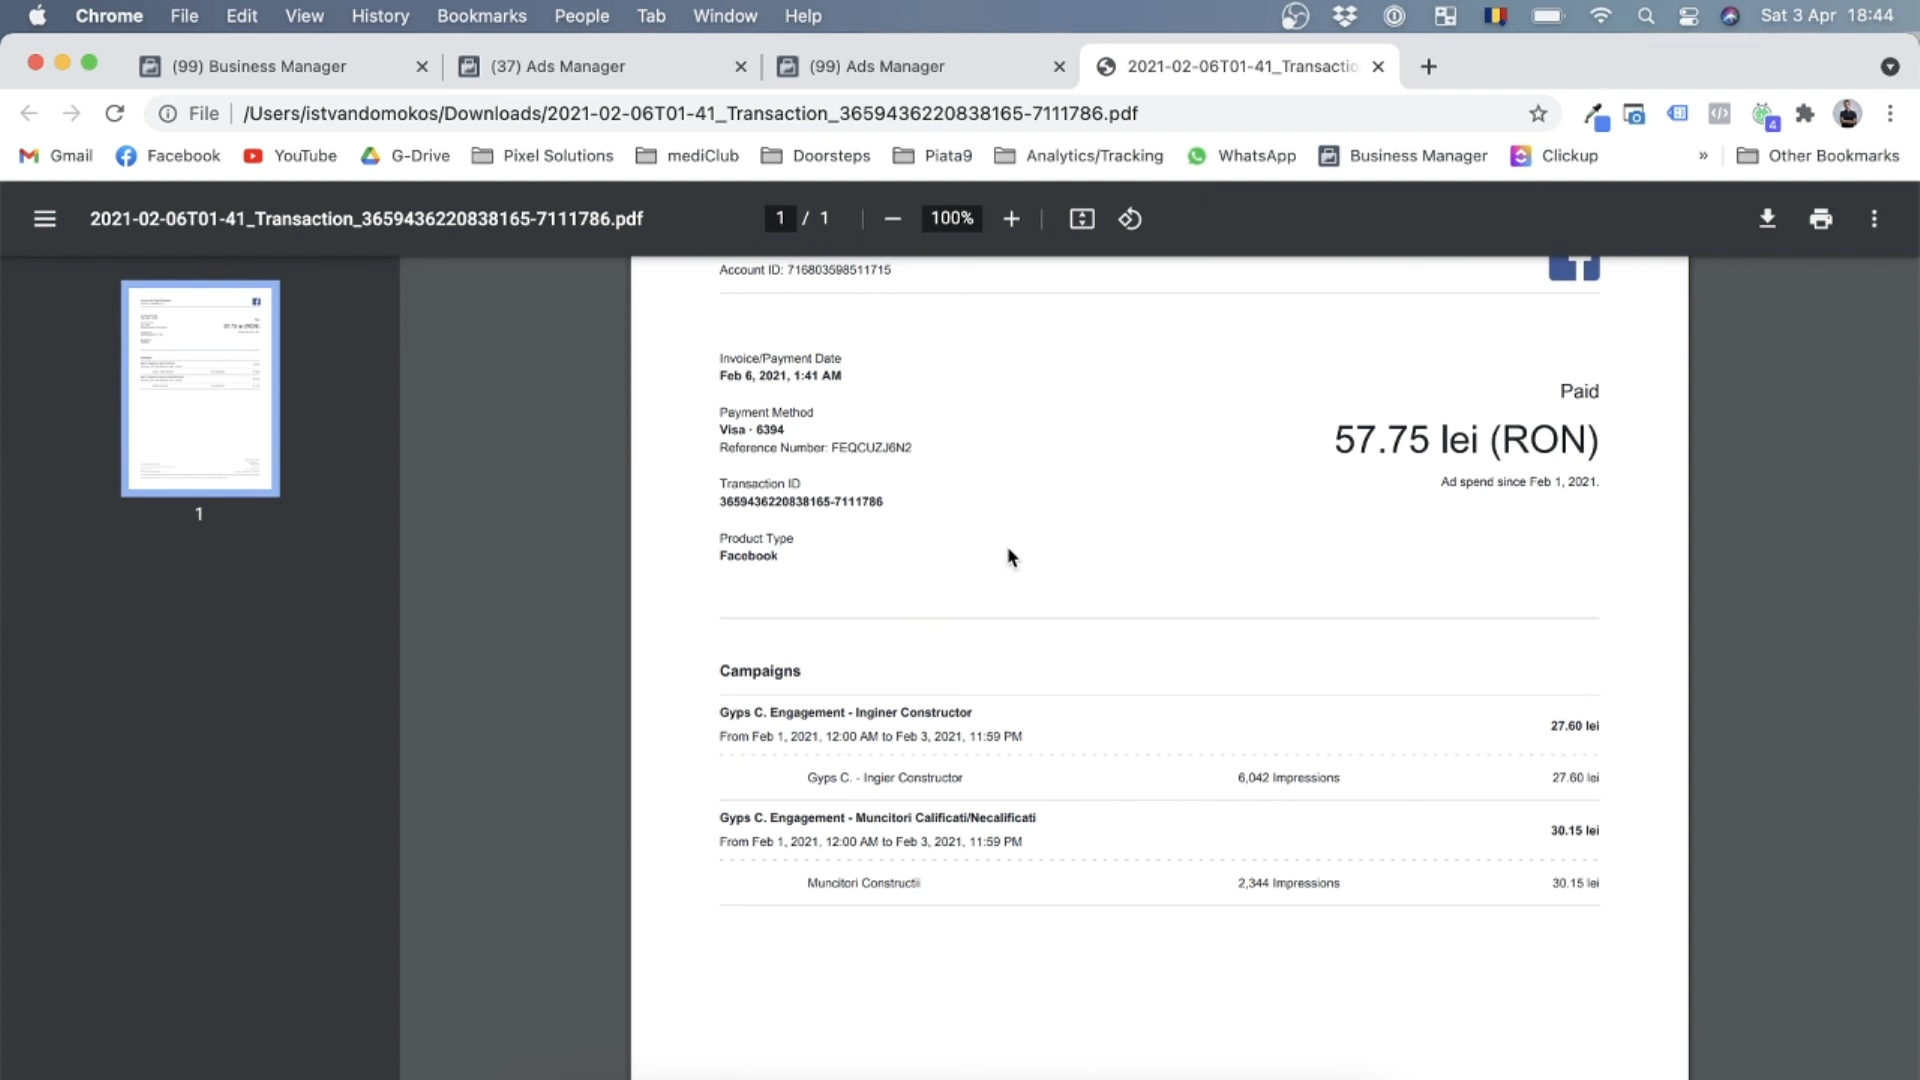 Chrome File Edit View History Bookmarks People Tab Window Help Sat 3 Apr 18:44
(99) Business Manager (37) Ads Manager (99) Ads Manager 2021-02-06T01-41_Transactio
File /Users/istvandomokos/Downloads/2021-02-06T01-41_Transaction_3659436220838165-7111786.pdf
4
Gmail Facebook YouTube G-Drive Pixel Solutions mediClub Doorsteps Piata9 Analytics/Tracking WhatsApp Business Manager Clickup » Other Bookmarks
2021-02-06T01-41_Transaction_3659436220838165-7111786.pdf 1 / 1 100%
1
Account ID: 716803598511715
Invoice/Payment Date
Feb 6, 2021, 1:41 AM
Payment Method
Visa · 6394
Reference Number: FEQCUZJ6N2
Transaction ID
3659436220838165-7111786
Product Type
Facebook
Paid
57.75 lei (RON)
Ad spend since Feb 1, 2021.
Campaigns
Gyps C. Engagement - Inginer Constructor
27.60 lei
From Feb 1, 2021, 12:00 AM to Feb 3, 2021, 11:59 PM
Gyps C. - Ingier Constructor 6,042 Impressions 27.60 lei
Gyps C. Engagement - Muncitori Calificati/Necalificati
30.15 lei
From Feb 1, 2021, 12:00 AM to Feb 3, 2021, 11:59 PM
Muncitori Constructii 2,344 Impressions 30.15 lei